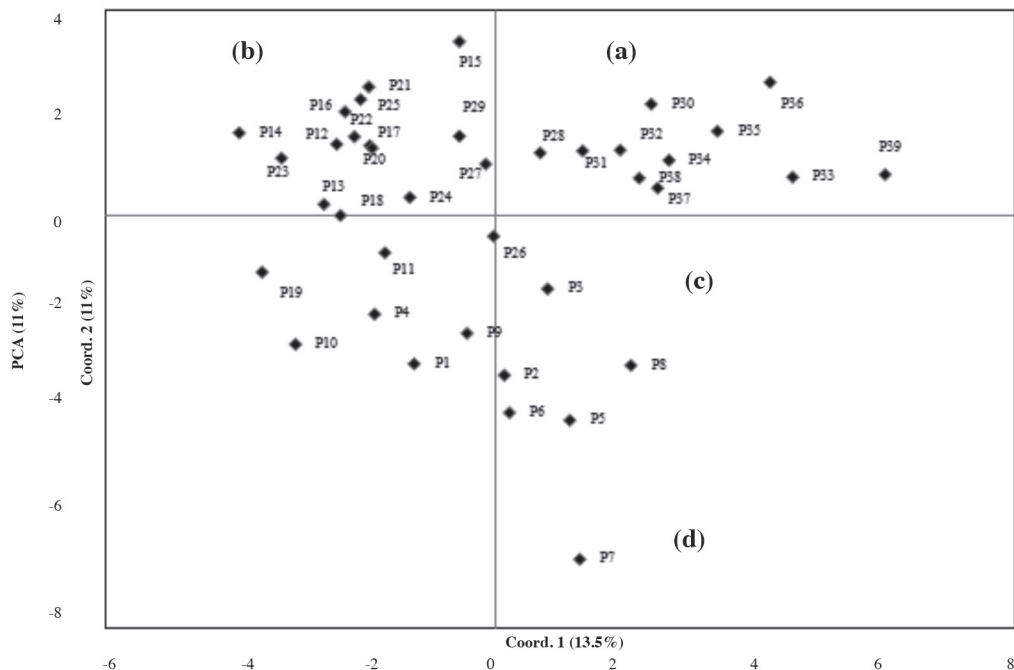 4
(b)
(a)
P15
P21
P36
P16
P25
P29
P30
P22
P35
P14
P12
P17
P28
P32
P39
P20
P31
P34
P23
P27
P38
P33
P13
P37
P18
P24
2
0
P26
P11
(c)
P19
P3
-2
P4
P9
P10
P1
P2
P8
-4
P6
P5
-6
(d)
P7
-8
PCA (11%)
Coord. 2 (11%)
Coord. 1 (13.5%)
-6 -4 -2 0 2 4 6 8